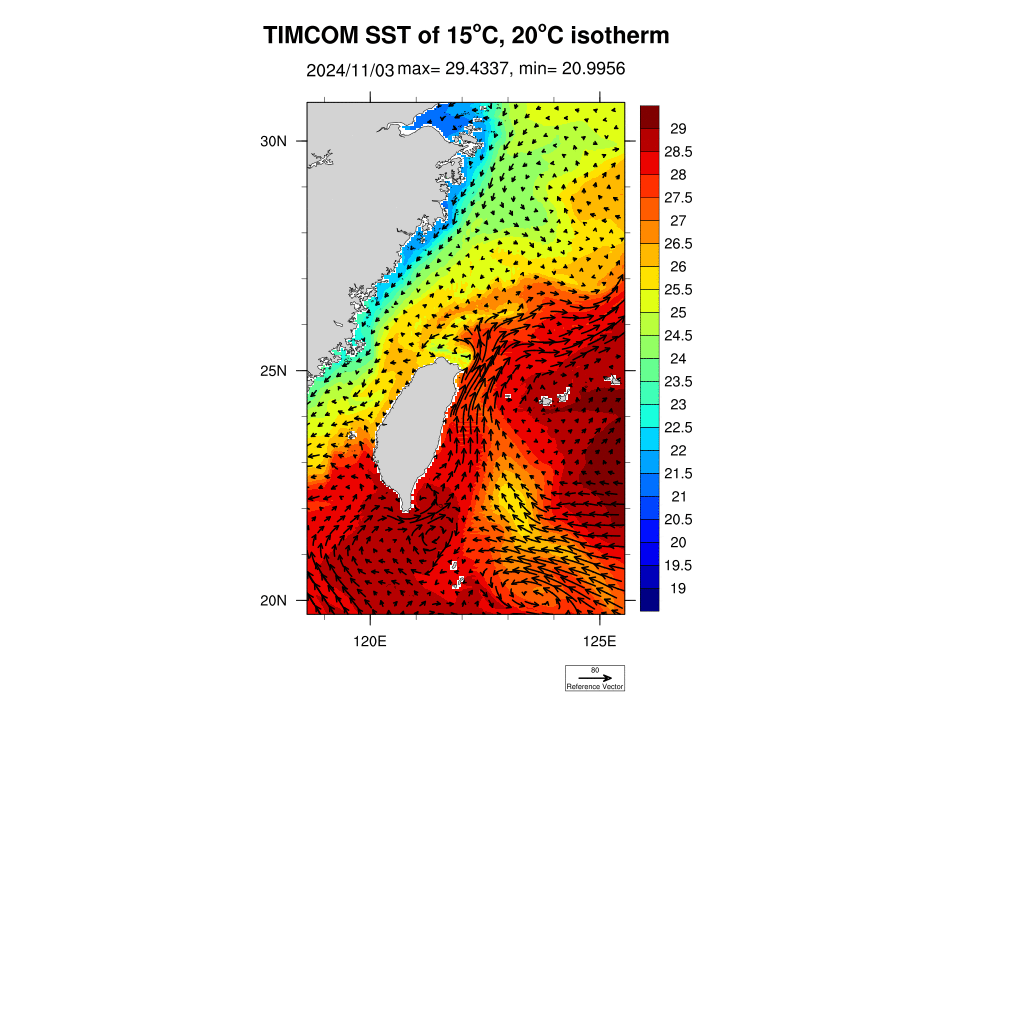 TIMCOM SST of 15°C, 20°C isotherm
2024/11/03 max= 29.4337, min= 20.9956
30N
25N
20N
120E
125E
29
28.5
28
27.5
27
26.5
26
25.5
25
24.5
24
23.5
23
22.5
22
21.5
21
20.5
20
19.5
19
80
Reference Vector